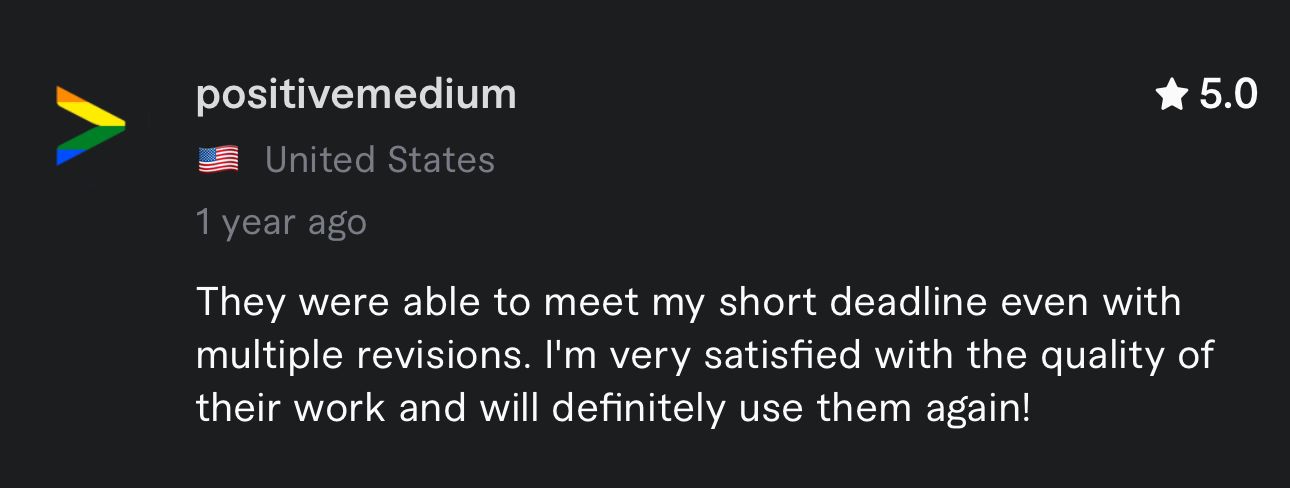 positivemedium
5.0
United States
1 year ago
They were able to meet my short deadline even with
multiple revisions. I'm very satisfied with the quality of
their work and will definitely use them again!